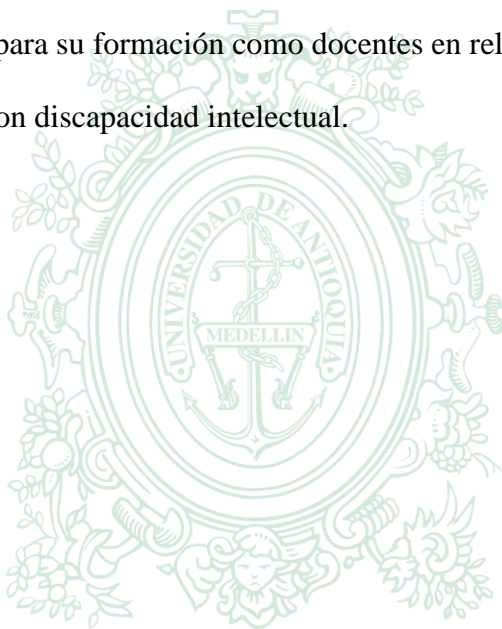 para su formación como docentes en rel
on discapacidad intelectual.
UNIVERSIDAD DE ANTIOQUIA
MEDELLIN